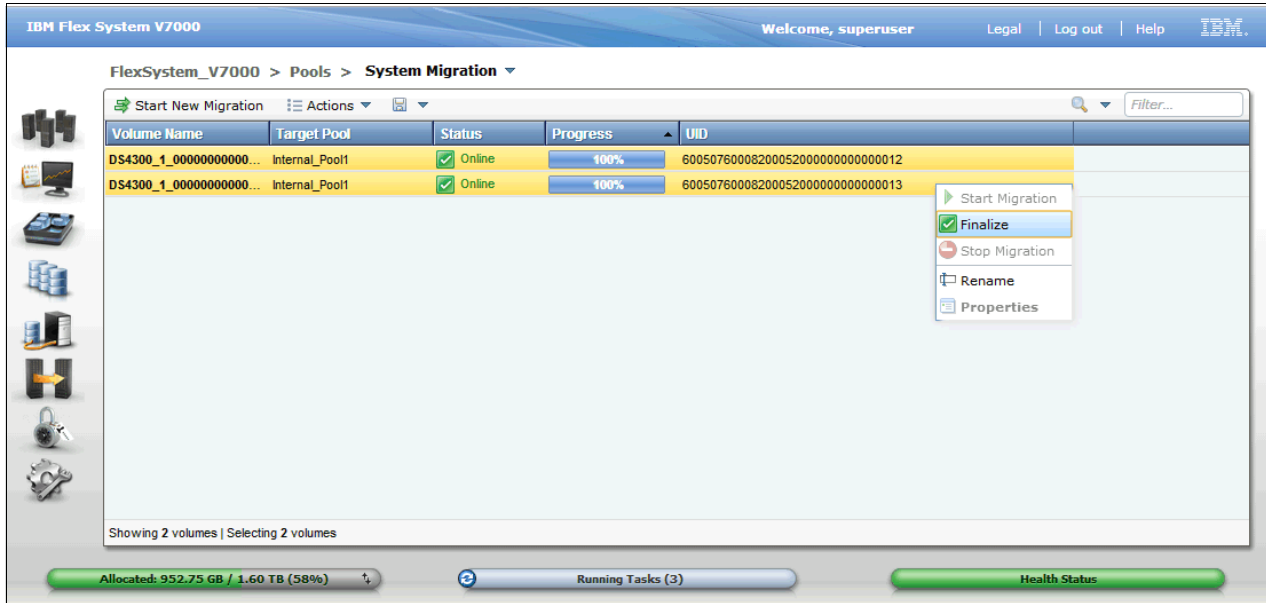 IBM Flex System V7000 Welcome, superuser Legal | Log out | Help IBM.
FlexSystem_V7000 > Pools > System Migration
Start New Migration Actions Filter...
Volume Name Target Pool Status Progress UID
DS4300_1_00000000000... Internal_Pool1 Online 100% 60050760008200052000000000000012
DS4300_1_00000000000... Internal_Pool1 Online 100% 60050760008200052000000000000013
Start Migration
Finalize
Stop Migration
Rename
Properties
Showing 2 volumes | Selecting 2 volumes
Allocated: 952.75 GB / 1.60 TB (58%) Running Tasks (3) Health Status